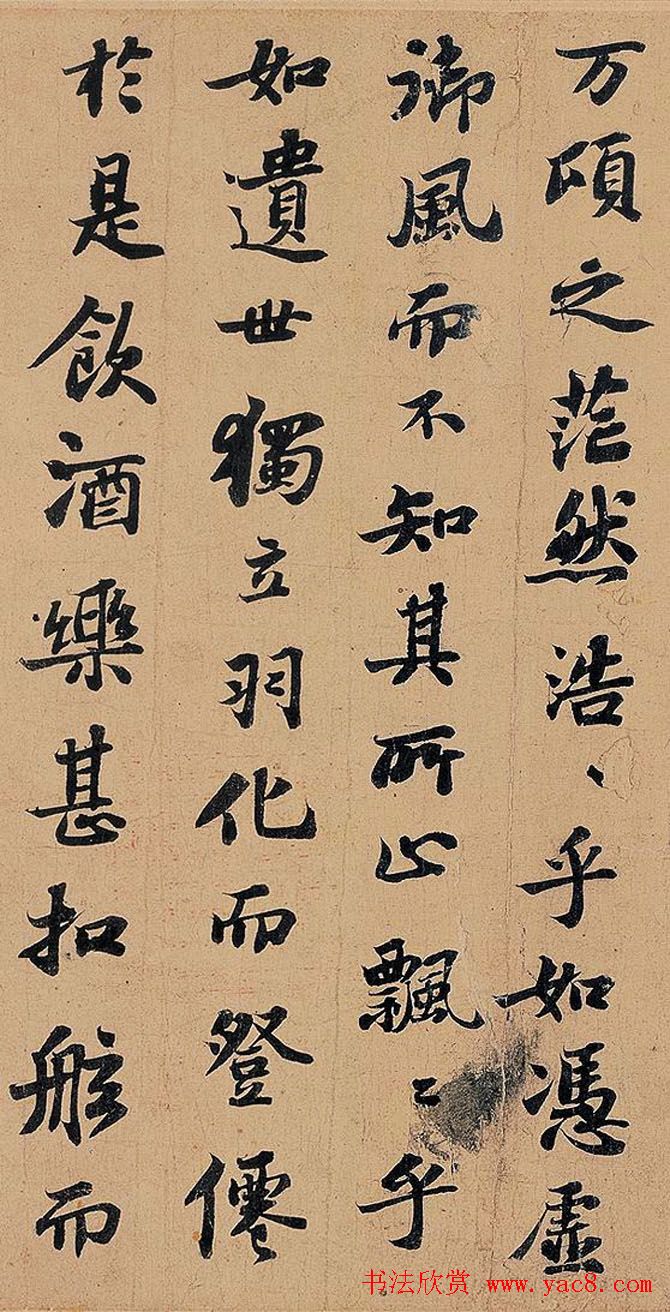 万頃之茫然浩、乎如馮虛
御風而不知其所止飄〻乎
如遺世獨立羽化而登僊
於是飲酒樂甚扣舷而
书法欣赏 www.yac8.com